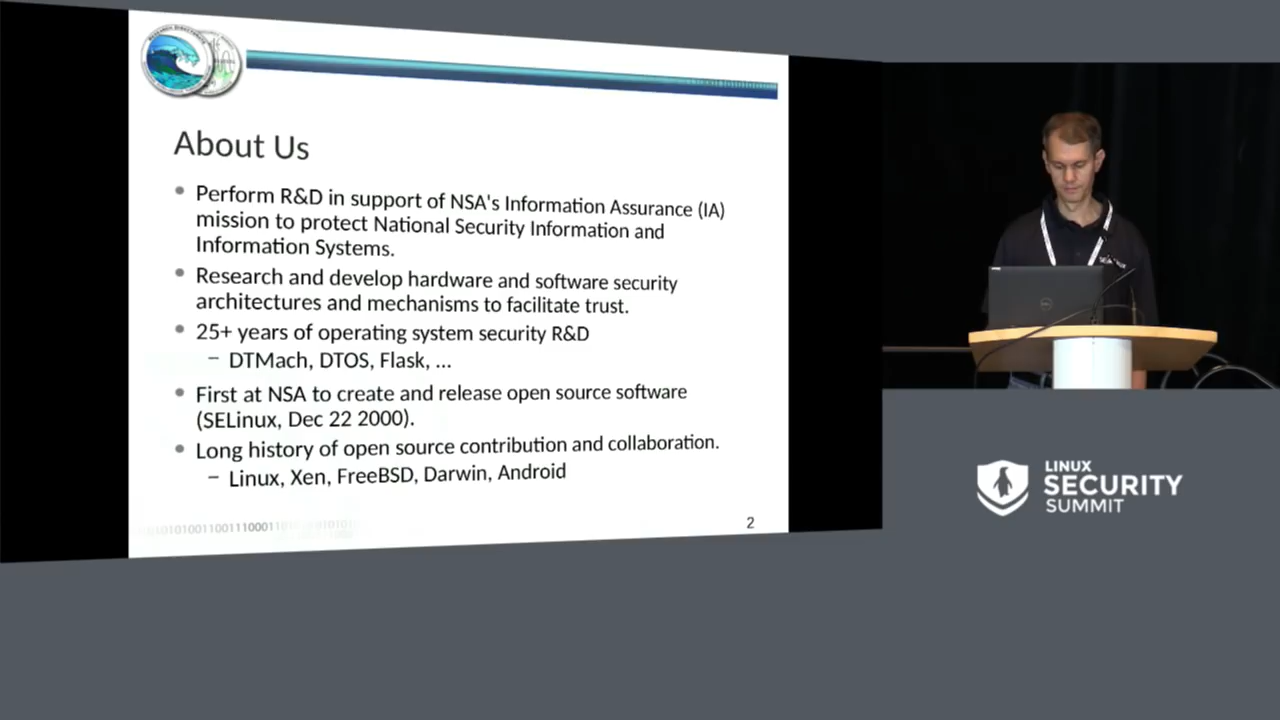 About Us
Perform R&D in support of NSA's Information Assurance (IA)
mission to protect National Security Information and
Information Systems.
Research and develop hardware and software security
architectures and mechanisms to facilitate trust.
25+ years of operating system security R&D
– DTMach, DTOS, Flask, ...
First at NSA to create and release open source software
(SELinux, Dec 22 2000).
Long history of open source contribution and collaboration.
– Linux, Xen, FreeBSD, Darwin, Android
2
DELL
LINUX
SECURITY
SUMMIT